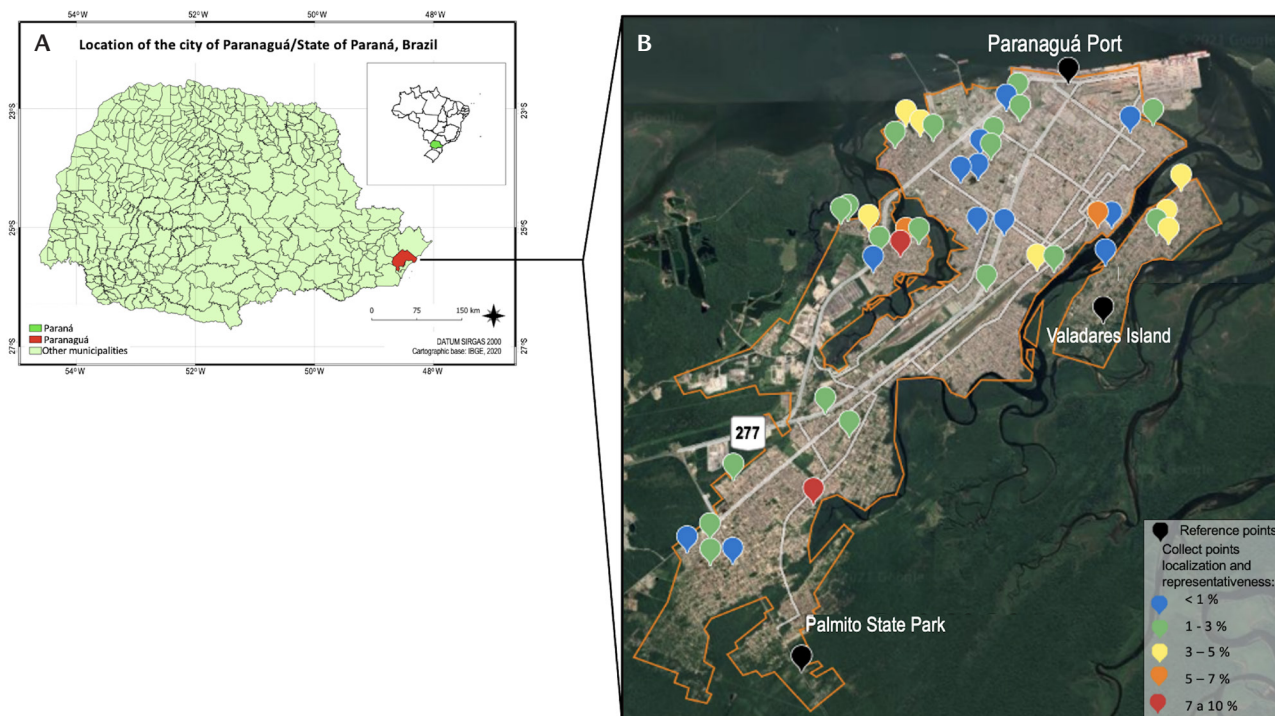 A
Location of the city of Paranaguá/State of Paraná, Brazil
54°W
52°W
50°W
48°W
23°S
23°S
25°S
25°S
27°S
27°S
0 75 150 km
Paraná
Paranaguá
Other municipalities
DATUM SIRGAS 2000
Cartographic base: IBGE, 2020
54°W
52°W
50°W
48°W
B
Paranaguá Port
© 2021 Google
Valadares Island
277
Palmito State Park
Reference points
Collect points
localization and
representativeness:
< 1 %
1 - 3 %
3 – 5 %
5 – 7 %
7 a 10 %